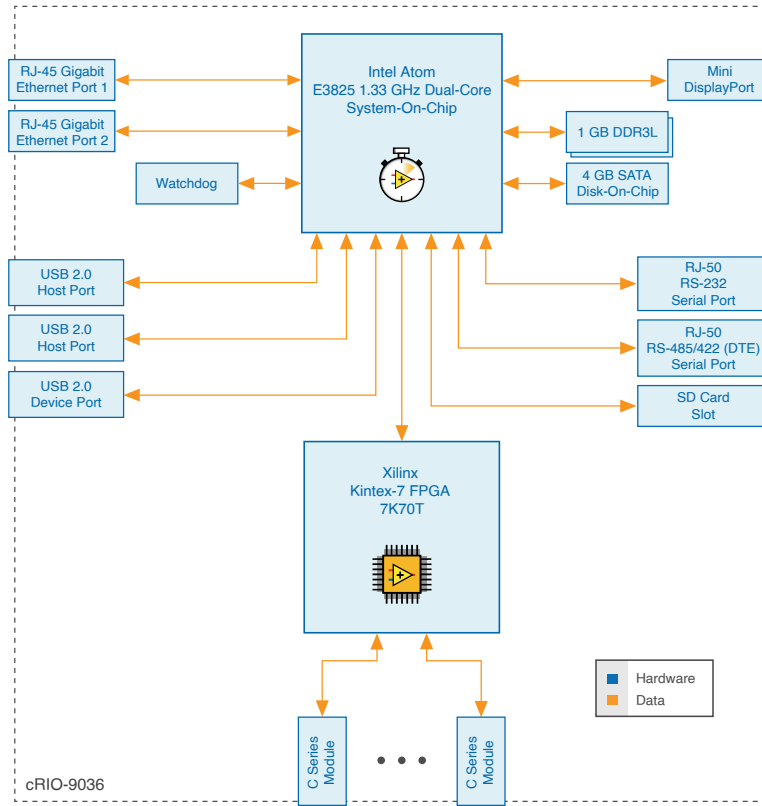 Intel Atom
E3825 1.33 GHz Dual-Core
System-On-Chip
RJ-45 Gigabit
Ethernet Port 1
RJ-45 Gigabit
Ethernet Port 2
Watchdog
Mini
DisplayPort
1 GB DDR3L
4 GB SATA
Disk-On-Chip
USB 2.0
Host Port
USB 2.0
Host Port
USB 2.0
Device Port
RJ-50
RS-232
Serial Port
RJ-50
RS-485/422 (DTE)
Serial Port
SD Card
Slot
Xilinx
Kintex-7 FPGA
7K70T
C Series
Module
C Series
Module
Hardware
Data
cRIO-9036